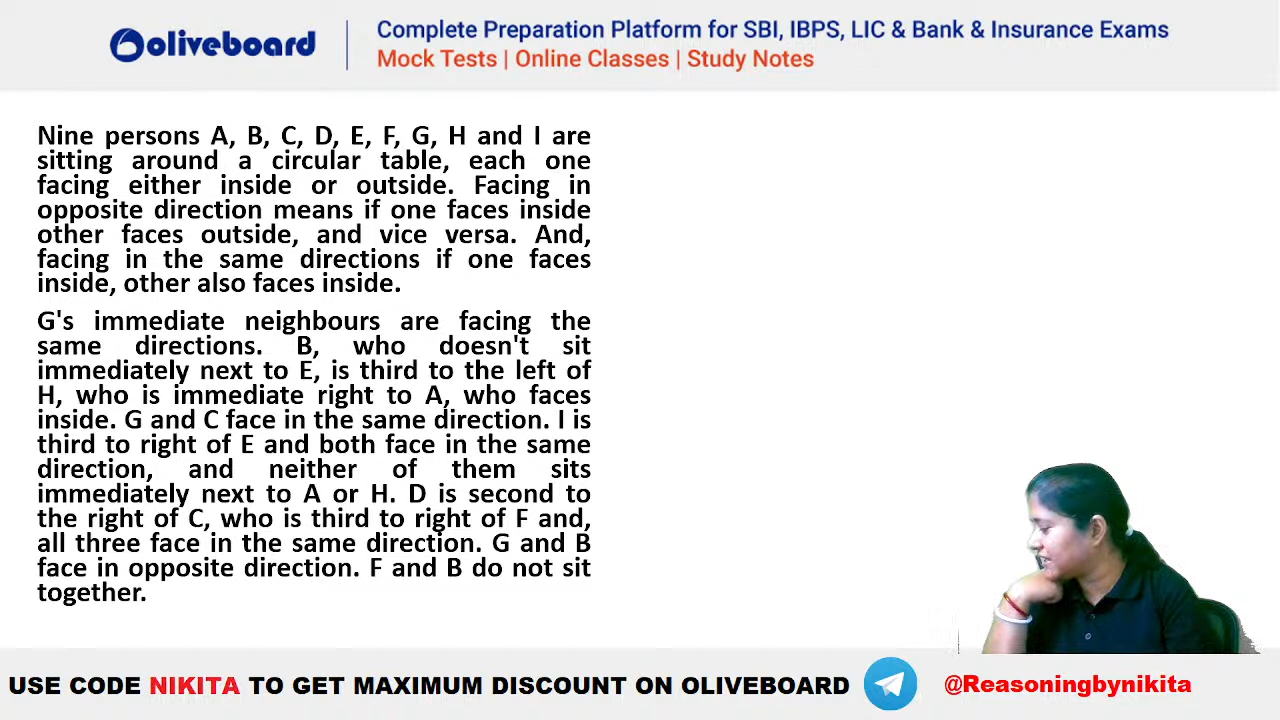 oliveboard
Complete Preparation Platform for SBI, IBPS, LIC & Bank & Insurance Exams
Mock Tests | Online Classes | Study Notes
Nine persons A, B, C, D, E, F, G, H and I are
sitting around a circular table, each one
facing either inside or outside. Facing in
opposite direction means if one faces inside
other faces outside, and vice versa. And,
facing in the same directions if one faces
inside, other also faces inside.
G's immediate neighbours are facing the
same directions. B, who doesn't sit
immediately next to E, is third to the left of
H, who is immediate right to A, who faces
inside. G and C face in the same direction. I is
third to right of E and both face in the same
direction, and neither of them sits
immediately next to A or H. D is second to
the right of C, who is third to right of F and,
all three face in the same direction. G and B
face in opposite direction. F and B do not sit
together.
USE CODE NIKITA TO GET MAXIMUM DISCOUNT ON OLIVEBOARD
@Reasoningbynikita